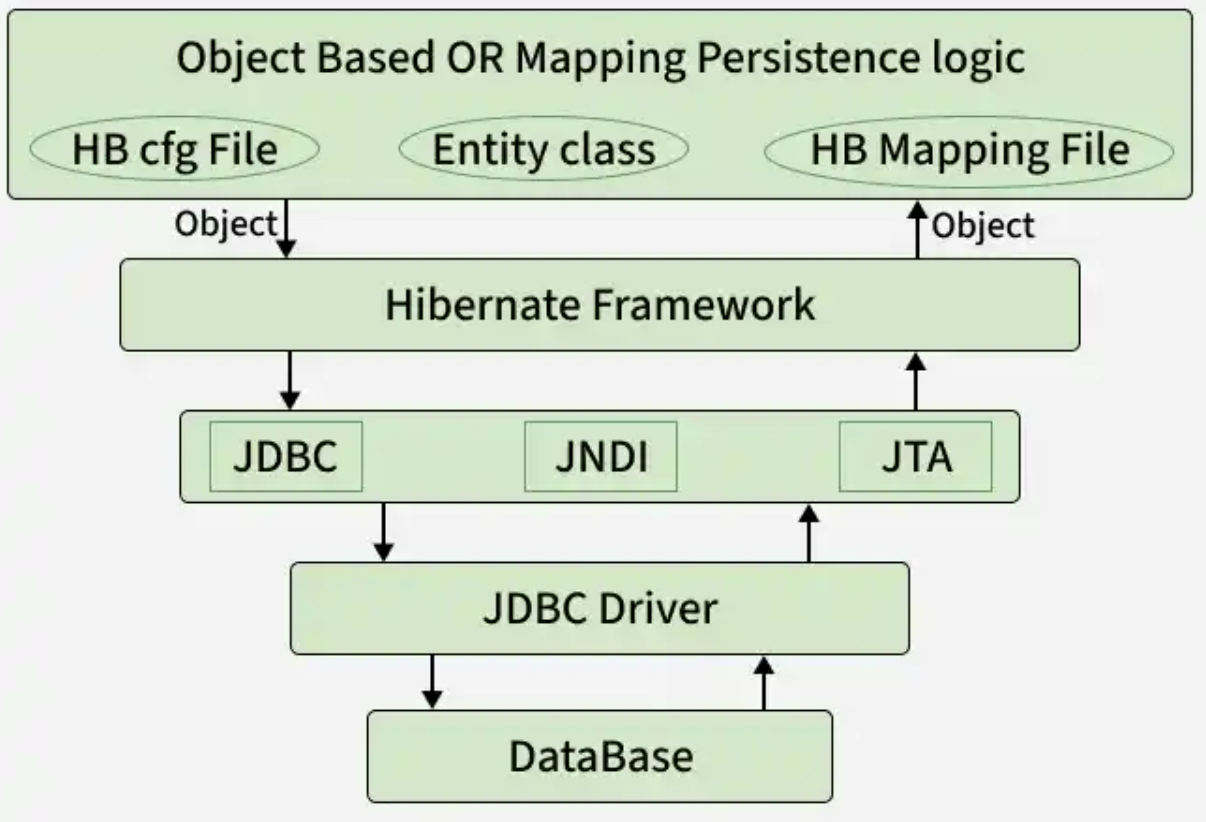 Object Based OR Mapping Persistence logic
HB cfg File
Entity class
HB Mapping File
Object
Object
Hibernate Framework
JDBC
JNDI
JTA
JDBC Driver
DataBase